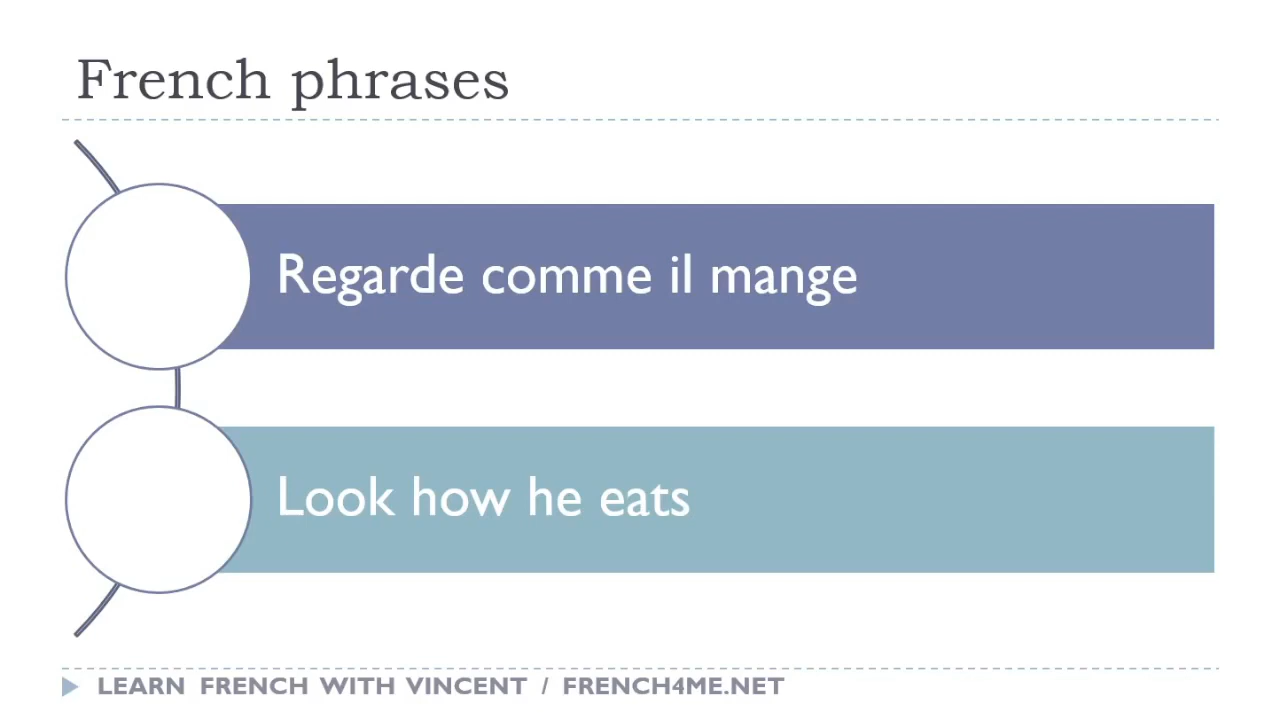 French phrases
Regarde comme il mange
Look how he eats
LEARN FRENCH WITH VINCENT / FRENCH4ME.NET